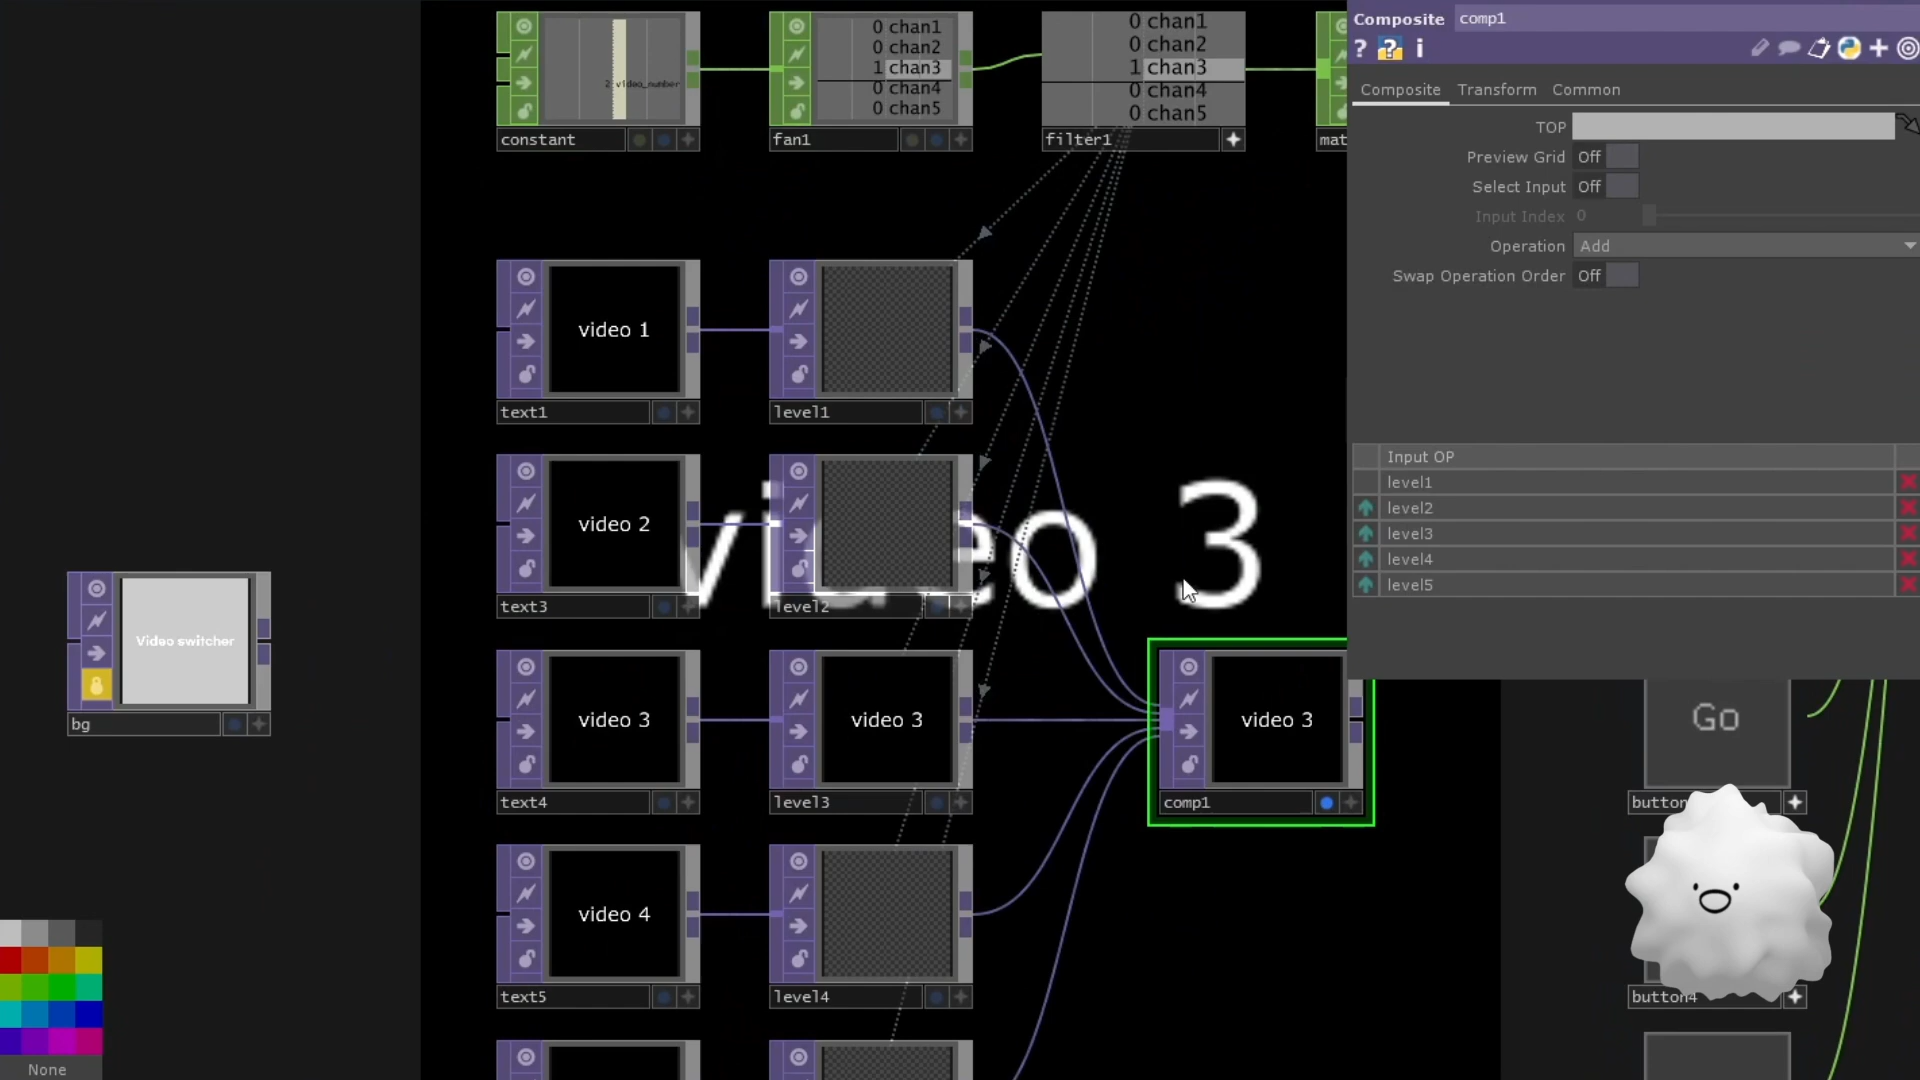 2 video_number
constant
0 chan1
0 chan2
1 chan3
0 chan4
0 chan5
fan1
0 chan1
0 chan2
1 chan3
0 chan4
0 chan5
filter1
mat
Composite comp1
? ? i
Composite Transform Common
TOP
Preview Grid Off
Select Input Off
Input Index 0
Operation Add
Swap Operation Order Off
Input OP
level1
level2
level3
level4
level5
video 1
text1
level1
video 2
text3
level2
video 3
Video switcher
bg
video 3
text4
video 3
level3
video 3
comp1
Go
button
video 4
text5
level4
button4
None